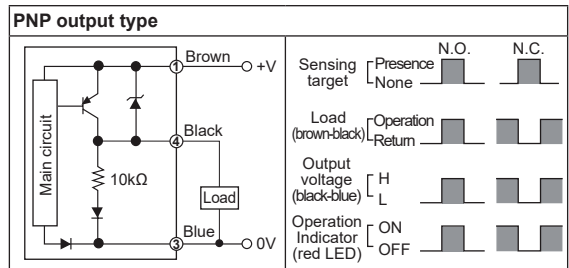 PNP output type
Main circuit
10kΩ
① Brown +V
④ Black
Load
③ Blue 0V
N.O. N.C.
Sensing target Presence None
Load (brown-black) Operation Return
Output voltage (black-blue) H L
Operation Indicator (red LED) ON OFF